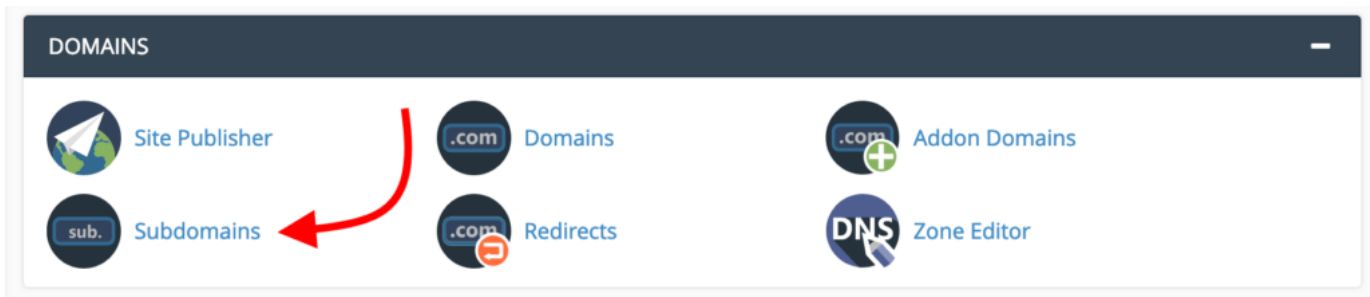 DOMAINS
Site Publisher
.com Domains
.com Addon Domains
sub. Subdomains
.com Redirects
DNS Zone Editor